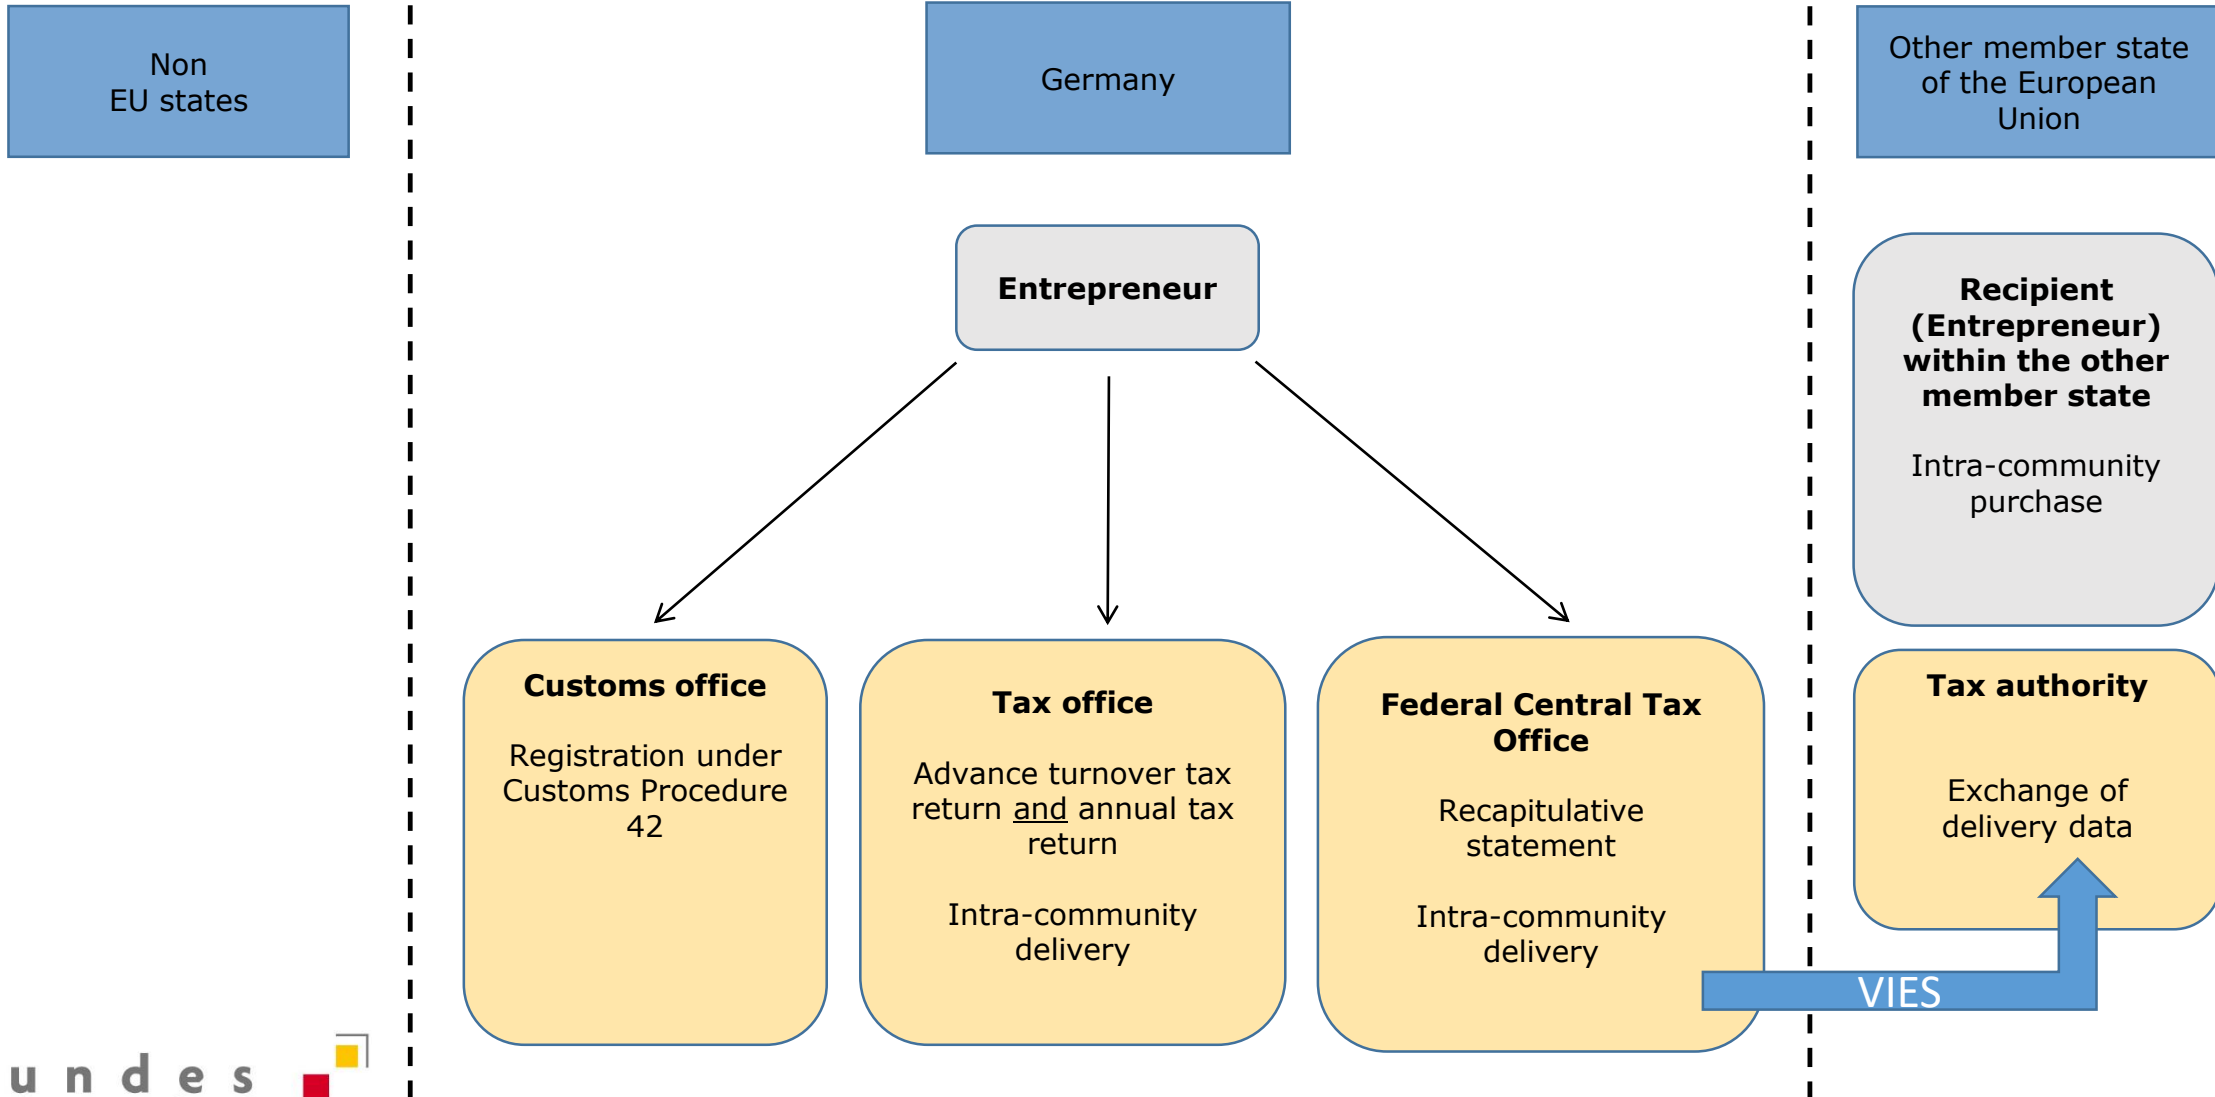 Non
EU states
Germany
Other member state
of the European
Union
Entrepreneur
Recipient
(Entrepreneur)
within the other
member state
Intra-community
purchase
Customs office
Registration under
Customs Procedure
42
Tax office
Advance turnover tax
return and annual tax
return
Intra-community
delivery
Federal Central Tax
Office
Recapitulative
statement
Intra-community
delivery
Tax authority
Exchange of
delivery data
VIES
undes